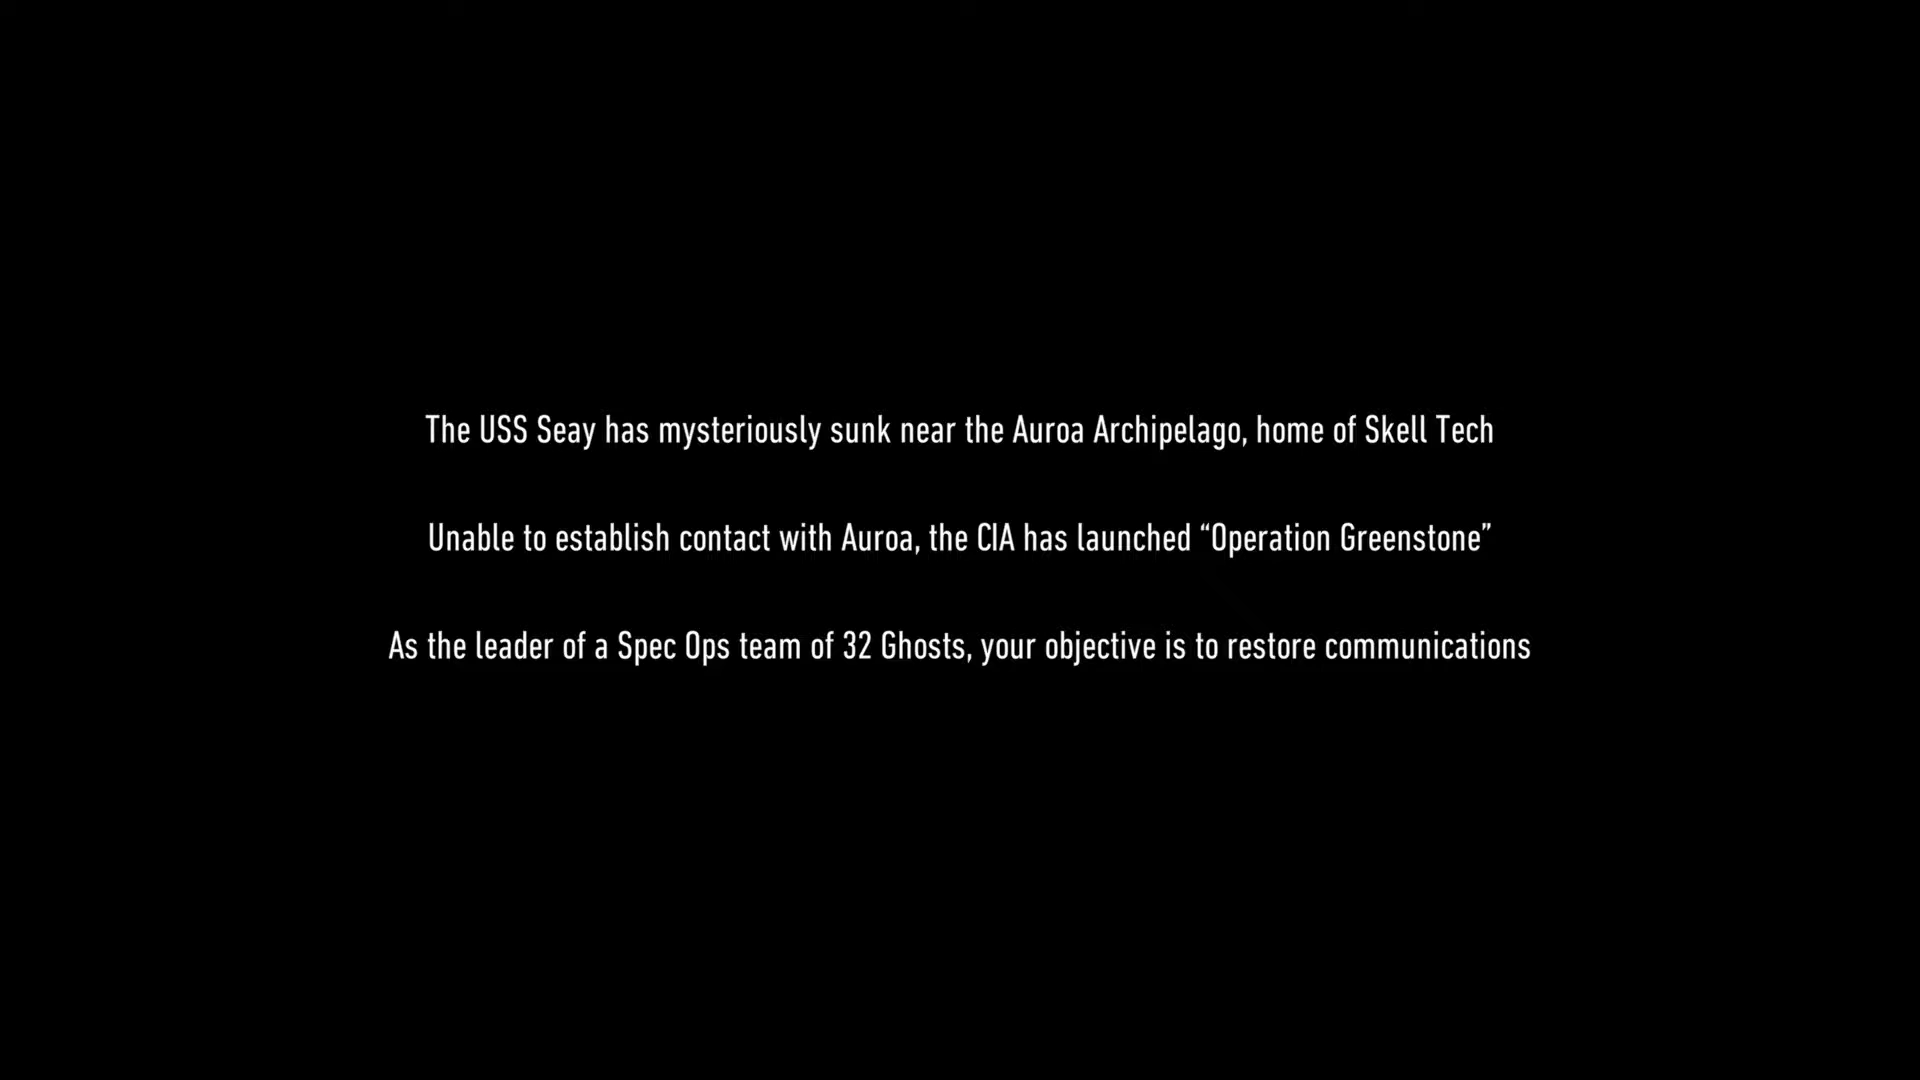 The USS Seay has mysteriously sunk near the Auroa Archipelago, home of Skell Tech
Unable to establish contact with Auroa, the CIA has launched “Operation Greenstone”
As the leader of a Spec Ops team of 32 Ghosts, your objective is to restore communications